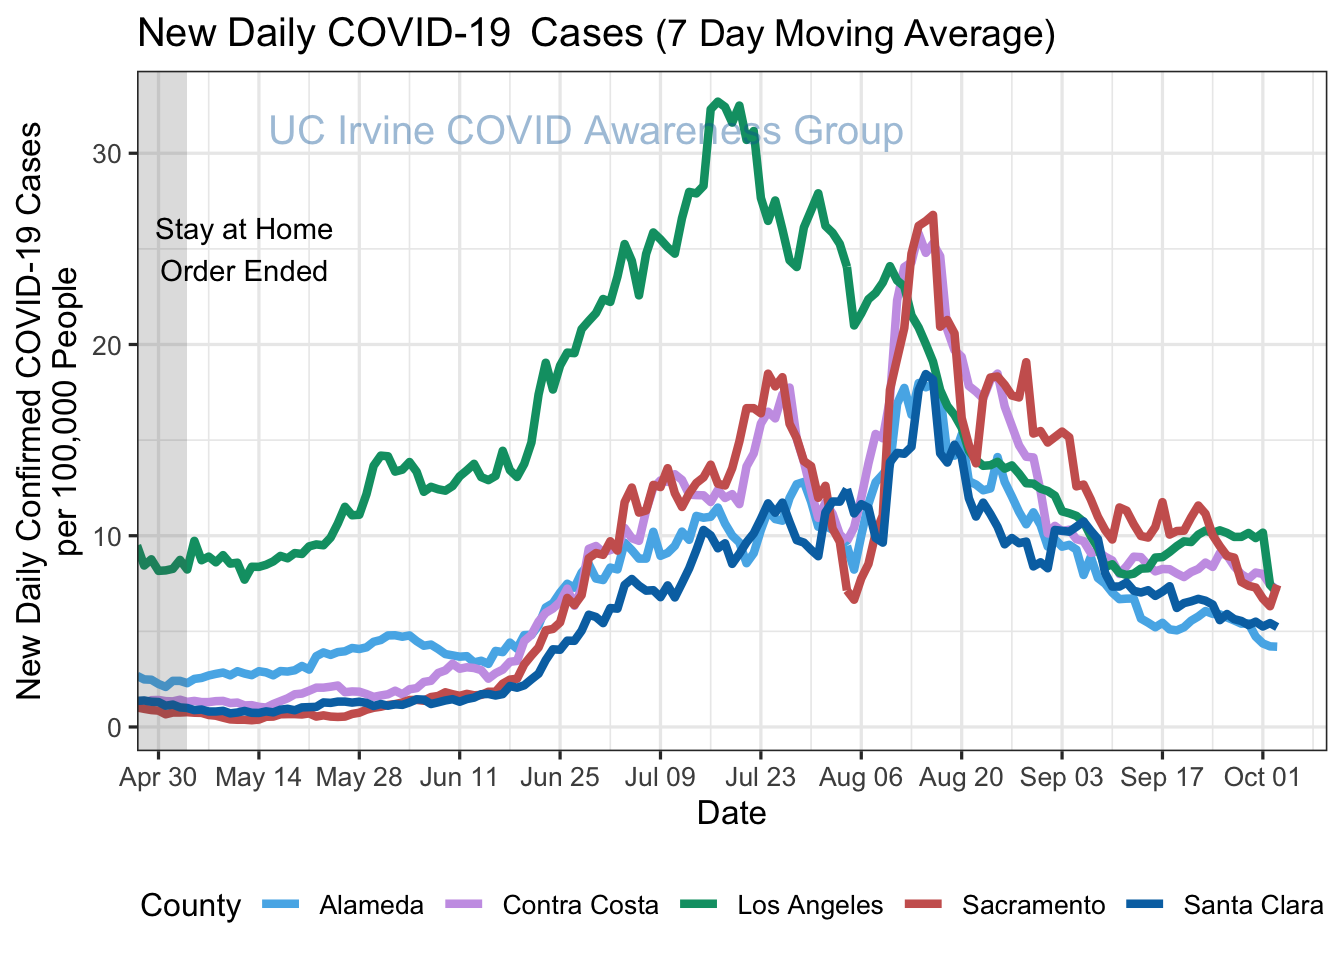 New Daily COVID-19  Cases (7 Day Moving Average)
UC Irvine COVID Awareness Group
Stay at Home
Order Ended
New Daily Confirmed COVID-19 Cases
per 100,000 People
30
20
10
0
Apr 30 May 14 May 28 Jun 11 Jun 25 Jul 09 Jul 23 Aug 06 Aug 20 Sep 03 Sep 17 Oct 01
Date
County Alameda Contra Costa Los Angeles Sacramento Santa Clara